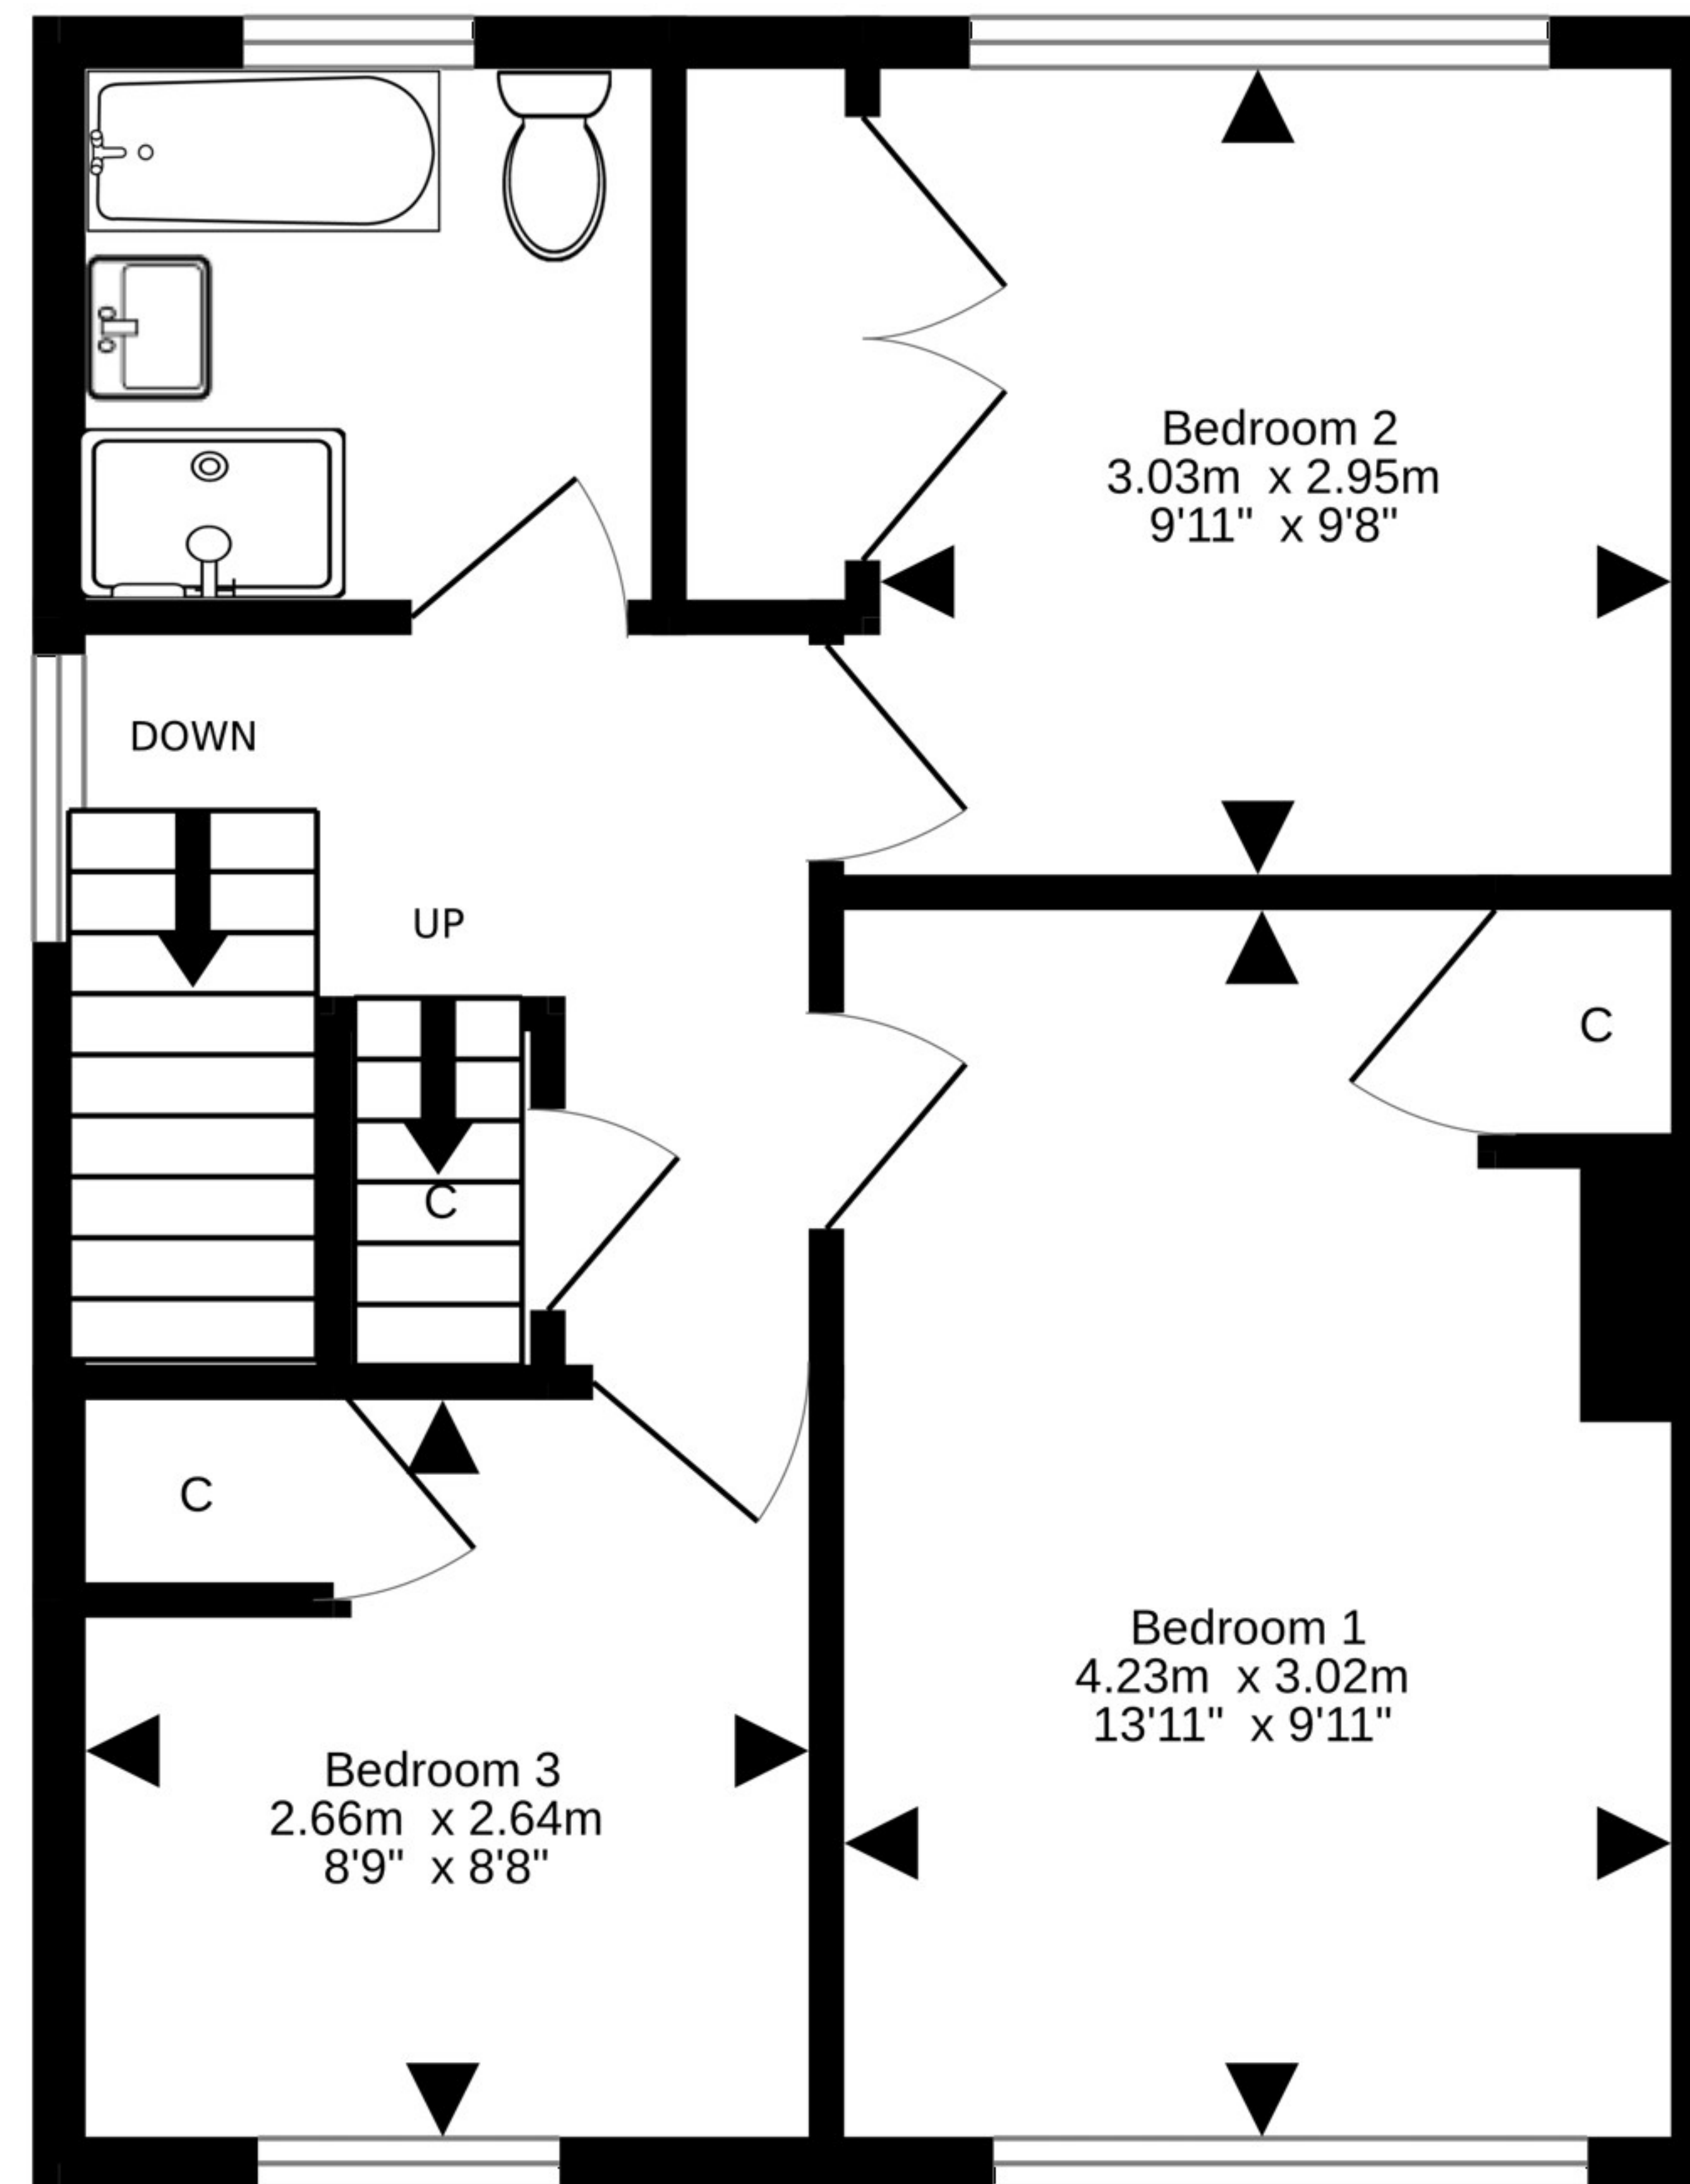 Bedroom 2
3.03m x 2.95m
9'11" x 9'8"
DOWN
UP
C
C
C
Bedroom 1
4.23m x 3.02m
13'11" x 9'11"
Bedroom 3
2.66m x 2.64m
8'9" x 8'8"